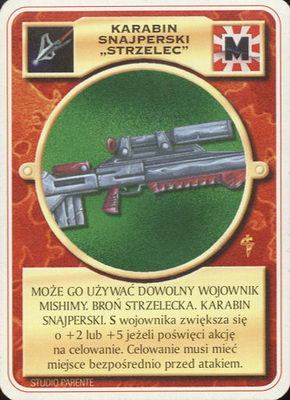 KARABIN
SNAJPERSKI
„STRZELEC”
M
MOŻE GO UŻYWAĆ DOWOLNY WOJOWNIK
MISHIMY. BROŃ STRZELECKA. KARABIN
SNAJPERSKI. S wojownika zwiększa się
o +2 lub +5 jeżeli poświęci akcję
na celowanie. Celowanie musi mieć
miejsce bezpośrednio przed atakiem.
STUDIO PARENTE